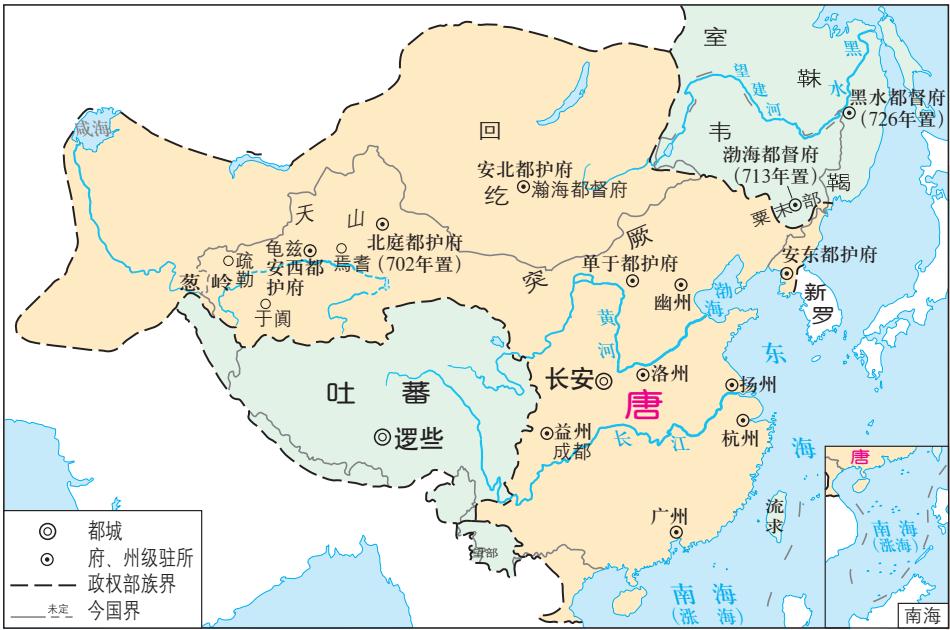 室
韦
望建河
黑水
靺
鞨
黑水都督府
(726年置)
渤海都督府
(713年置)
粟末部
咸海
回
纥
安北都护府
瀚海都督府
天山
北庭都护府
(702年置)
龟兹
安西都
护府
焉耆
疏勒
葱岭
于阗
突
厥
单于都护府
幽州
安东都护府
新罗
渤海
黄河
长安
洛州
唐
东海
扬州
杭州
益州
成都
长江
吐蕃
逻些
流求
广州
南海
(涨海)
唐
南海
(涨海)
南海
都城
府、州级驻所
政权部族界
未定
今国界